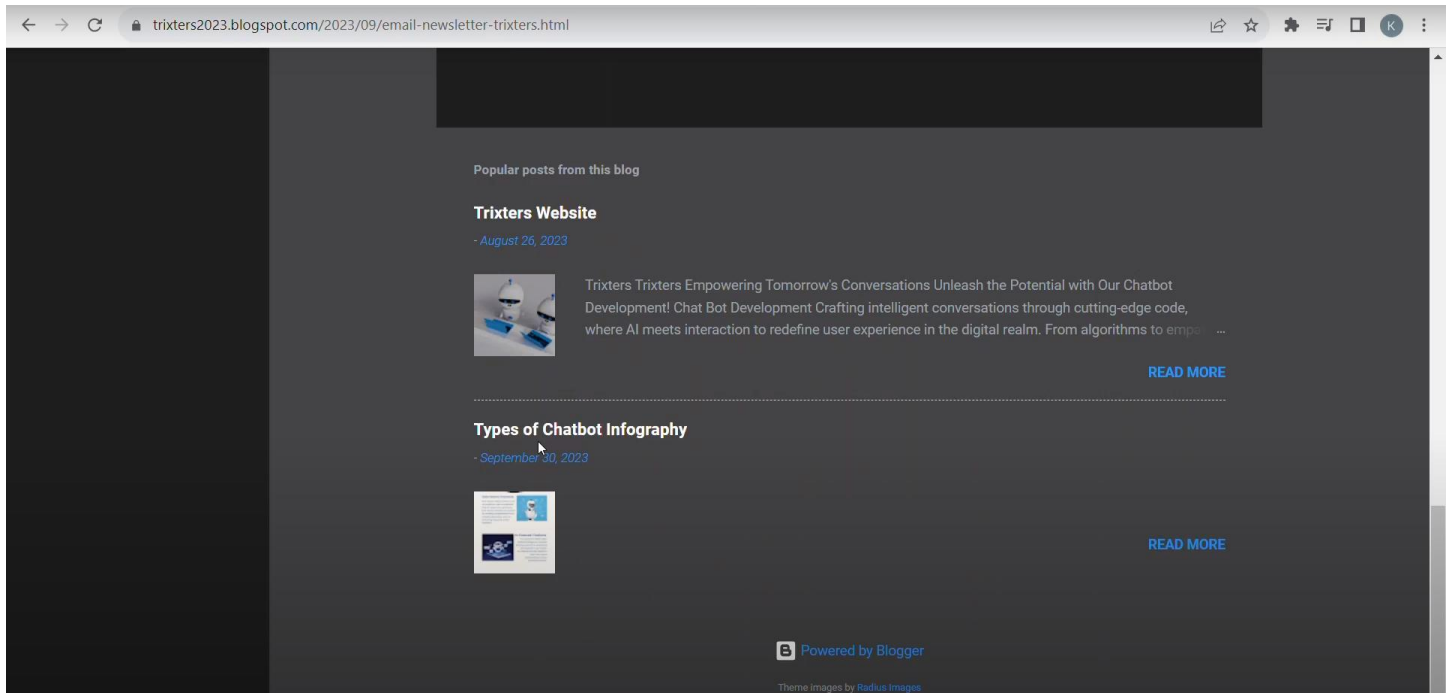 trixters2023.blogspot.com/2023/09/email-newsletter-trixters.html
K
Popular posts from this blog
Trixters Website
- August 26, 2023
Trixters Trixters Empowering Tomorrow's Conversations Unleash the Potential with Our Chatbot
Development! Chat Bot Development Crafting intelligent conversations through cutting-edge code,
where AI meets interaction to redefine user experience in the digital realm. From algorithms to ...
READ MORE
Types of Chatbot Infography
- September 30, 2023
READ MORE
Powered by Blogger
Theme images by Radius Images